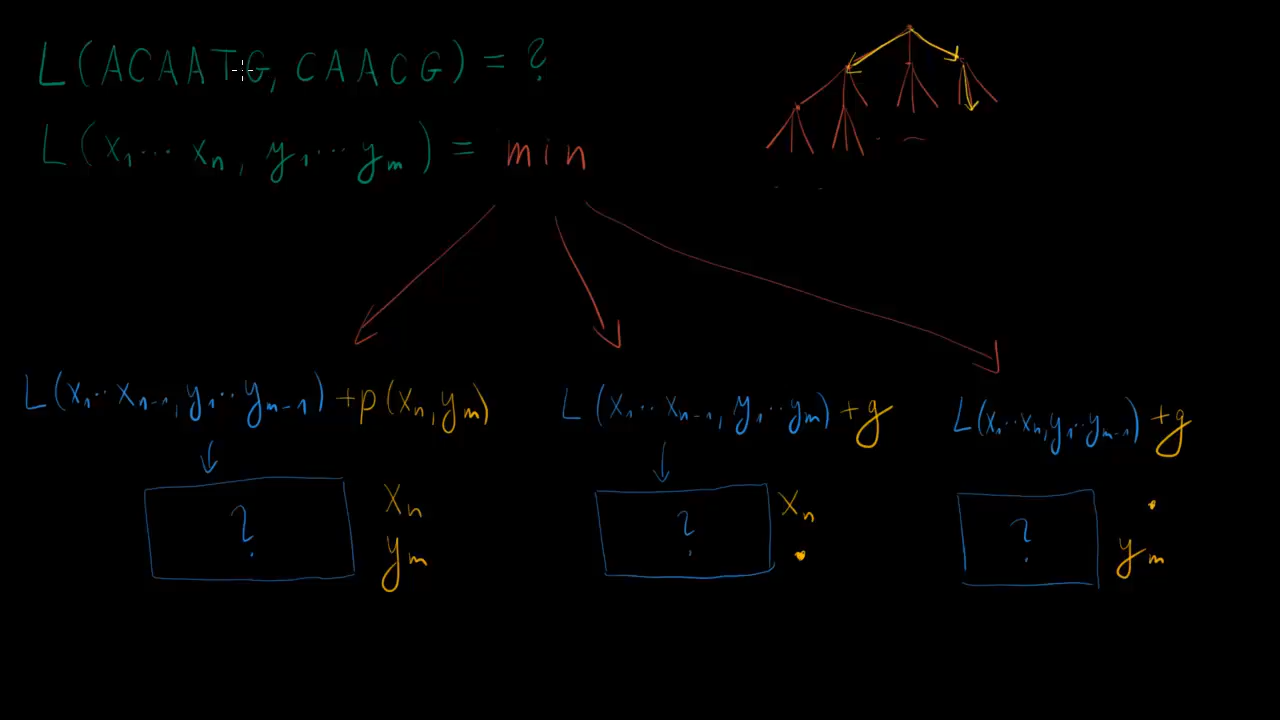 L(ACAATG, CAACG) = ?
L(x₁... xₙ, y₁... yₘ) = min
L(x₁.. xₙ₋₁, y₁.. yₘ₋₁) + p(xₙ, yₘ)
L(x₁.. xₙ₋₁, y₁.. yₘ) + g
L(x₁.. xₙ, y₁.. yₘ₋₁) + g
? xₙ
yₘ
? xₙ
•
? •
yₘ